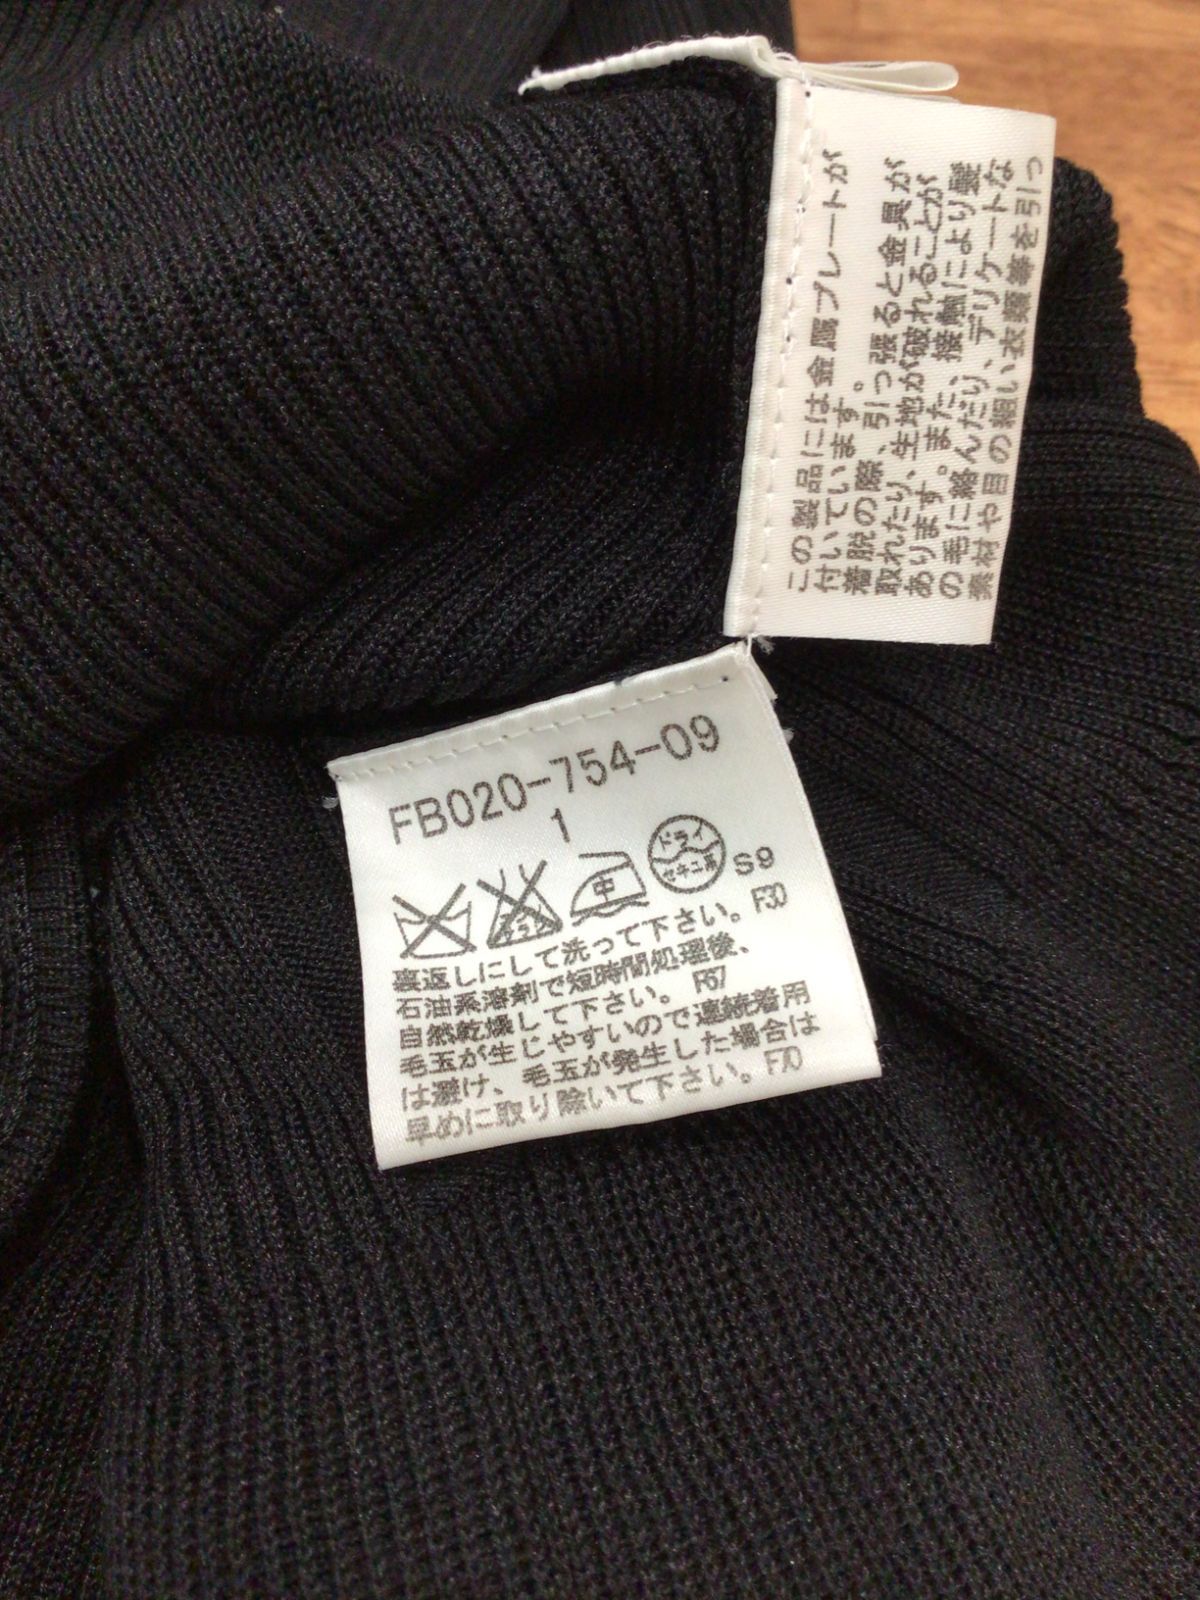 この製品には金属プレートが
付いています。
着脱の際、引っ張ると金具が
取れたり、生地が破れることが
あります。また、接触により髪
の毛に絡んだり、デリケートな
素材や目の細い衣類等を引っ
FB020-754-09
1
中
ドライ
セキユ系
S9
裏返しにして洗って下さい。F30
石油系溶剤で短時間処理後、
自然乾燥して下さい。F67
毛玉が生じやすいので連続着用
は避け、毛玉が発生した場合は
早めに取り除いて下さい。F70